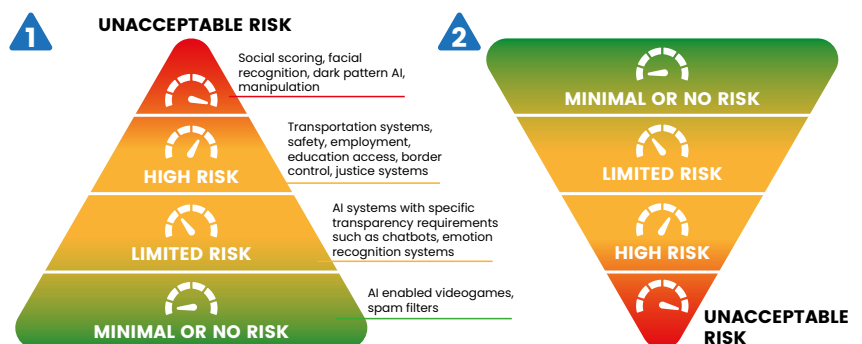 1
UNACCEPTABLE RISK
Social scoring, facial
recognition, dark pattern AI,
manipulation
HIGH RISK
Transportation systems,
safety, employment,
education access, border
control, justice systems
LIMITED RISK
AI systems with specific
transparency requirements
such as chatbots, emotion
recognition systems
MINIMAL OR NO RISK
AI enabled videogames,
spam filters
2
MINIMAL OR NO RISK
LIMITED RISK
HIGH RISK
UNACCEPTABLE
RISK